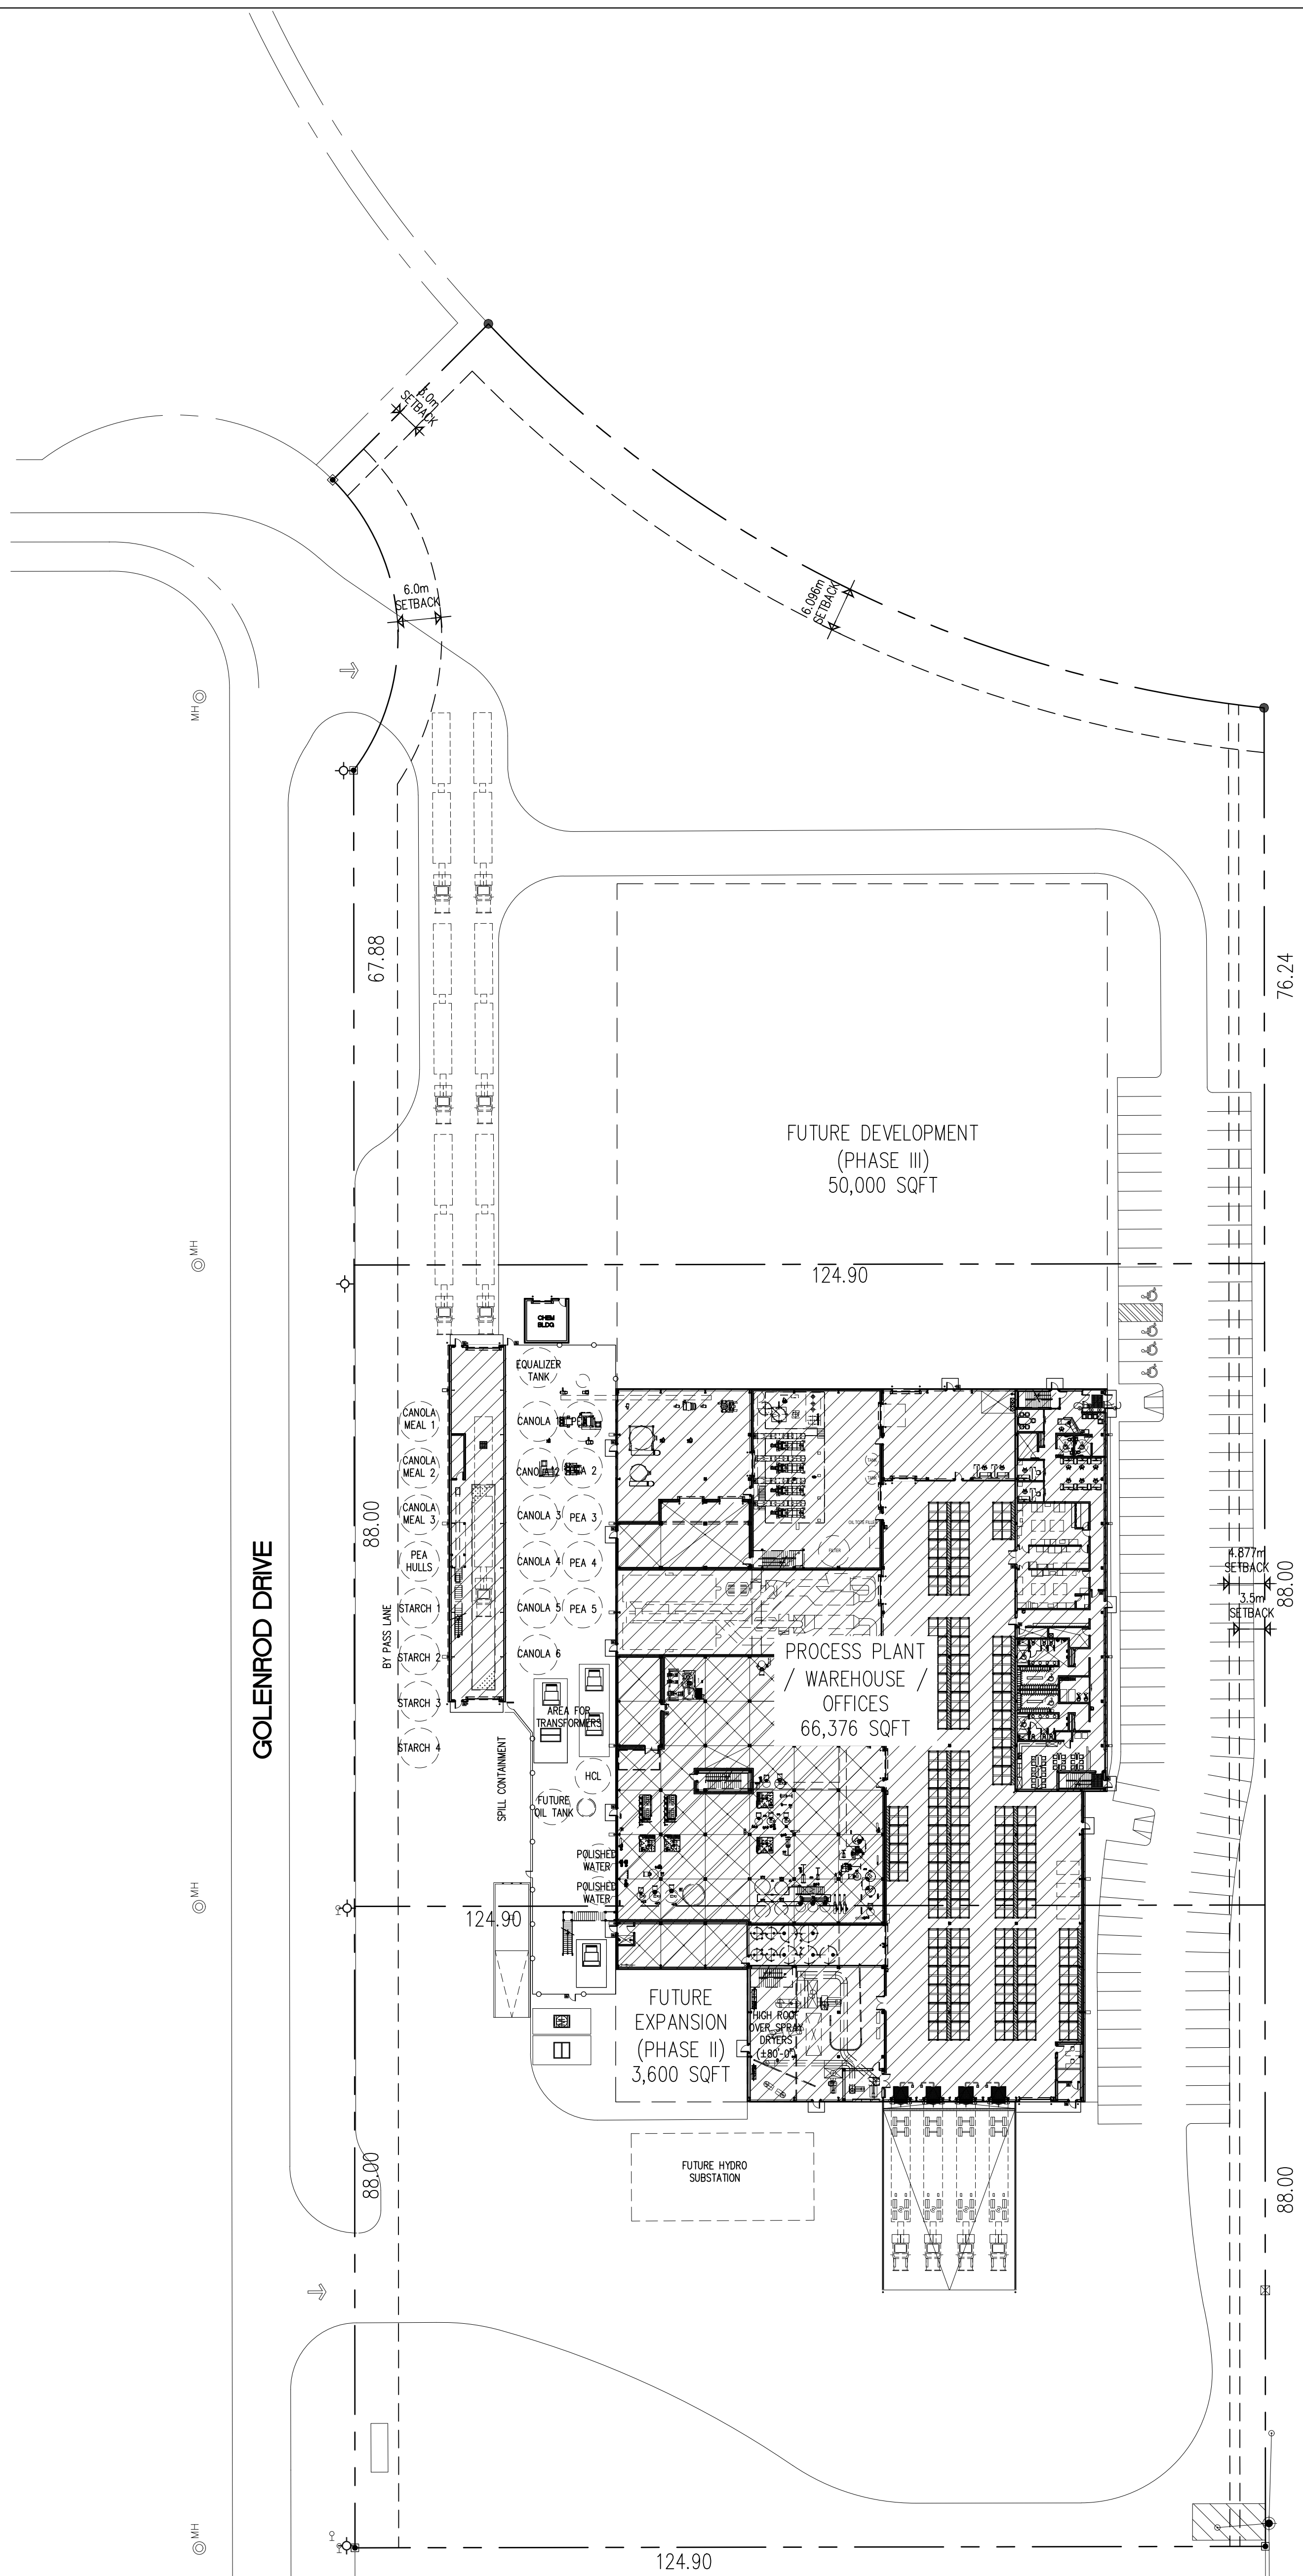 5.0m
SETBACK
6.0m
SETBACK
6.096m
SETBACK
MH
67.88
76.24
FUTURE DEVELOPMENT
(PHASE III)
50,000 SQFT
MH
124.90
CHEM
BLDG
EQUALIZER
TANK
CANOLA
MEAL 1
CANOLA 1
CANOLA
MEAL 2
PEA 2
TANK
TANK
CANOLA
MEAL 3
CANOLA 3
PEA 3
88.00
FILTER
PEA
HULLS
CANOLA 4
PEA 4
4.877m
SETBACK
88.00
3.5m
SETBACK
GOLENROD DRIVE
BY PASS LANE
STARCH 1
CANOLA 5
PEA 5
STARCH 2
CANOLA 6
PROCESS PLANT
/ WAREHOUSE /
OFFICES
66,376 SQFT
STARCH 3
AREA FOR
TRANSFORMERS
STARCH 4
SPILL CONTAINMENT
HCL
FUTURE
OIL TANK
POLISHED
WATER
POLISHED
WATER
MH
124.90
FUTURE
EXPANSION
(PHASE II)
3,600 SQFT
HIGH ROOF
OVER SPRAY
DRYERS
(±80'-0")
88.00
FUTURE HYDRO
SUBSTATION
88.00
MH
124.90